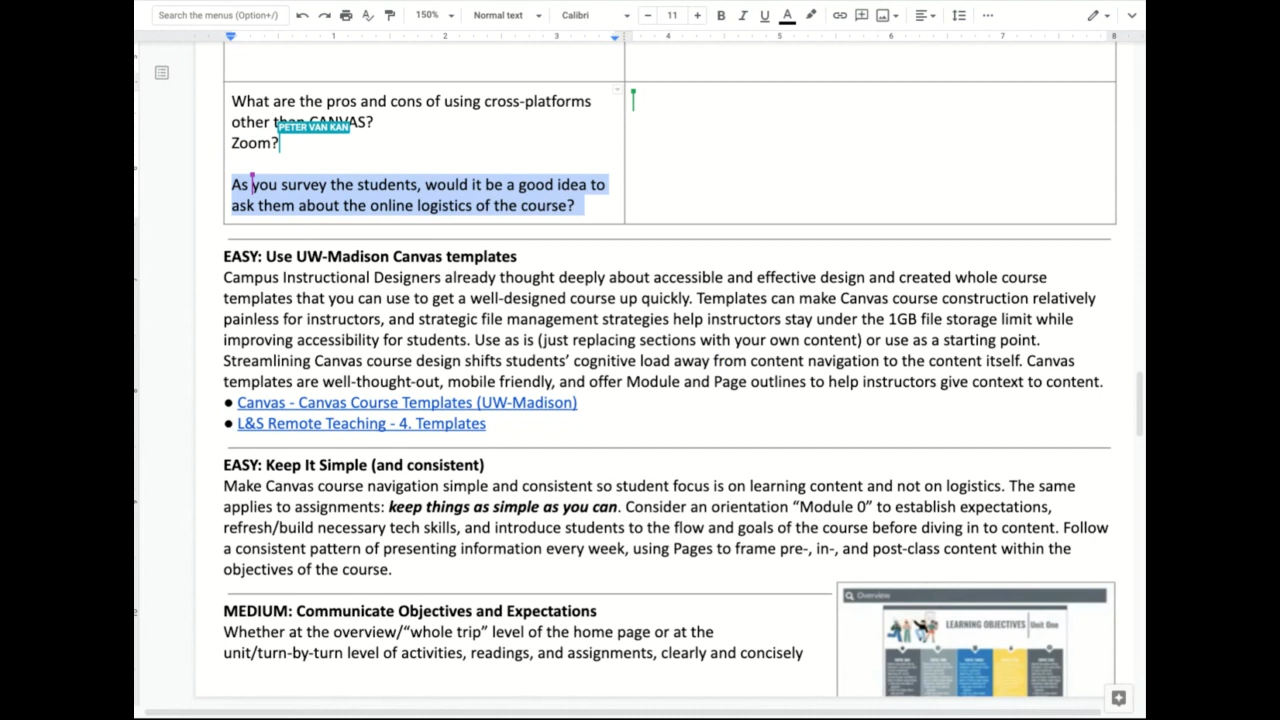 Search the menus (Option+/)
150%
Normal text
Calibri
11
B I U A
1 2 3 4 5 6 7 8
What are the pros and cons of using cross-platforms
other than CANVAS?
PETER VAN KAN
Zoom?
As you survey the students, would it be a good idea to
ask them about the online logistics of the course?
EASY: Use UW-Madison Canvas templates
Campus Instructional Designers already thought deeply about accessible and effective design and created whole course
templates that you can use to get a well-designed course up quickly. Templates can make Canvas course construction relatively
painless for instructors, and strategic file management strategies help instructors stay under the 1GB file storage limit while
improving accessibility for students. Use as is (just replacing sections with your own content) or use as a starting point.
Streamlining Canvas course design shifts students’ cognitive load away from content navigation to the content itself. Canvas
templates are well-thought-out, mobile friendly, and offer Module and Page outlines to help instructors give context to content.
● Canvas - Canvas Course Templates (UW-Madison)
● L&S Remote Teaching - 4. Templates
EASY: Keep It Simple (and consistent)
Make Canvas course navigation simple and consistent so student focus is on learning content and not on logistics. The same
applies to assignments: keep things as simple as you can. Consider an orientation “Module 0” to establish expectations,
refresh/build necessary tech skills, and introduce students to the flow and goals of the course before diving in to content. Follow
a consistent pattern of presenting information every week, using Pages to frame pre-, in-, and post-class content within the
objectives of the course.
MEDIUM: Communicate Objectives and Expectations
Whether at the overview/“whole trip” level of the home page or at the
unit/turn-by-turn level of activities, readings, and assignments, clearly and concisely
Overview
LEARNING OBJECTIVES Unit One